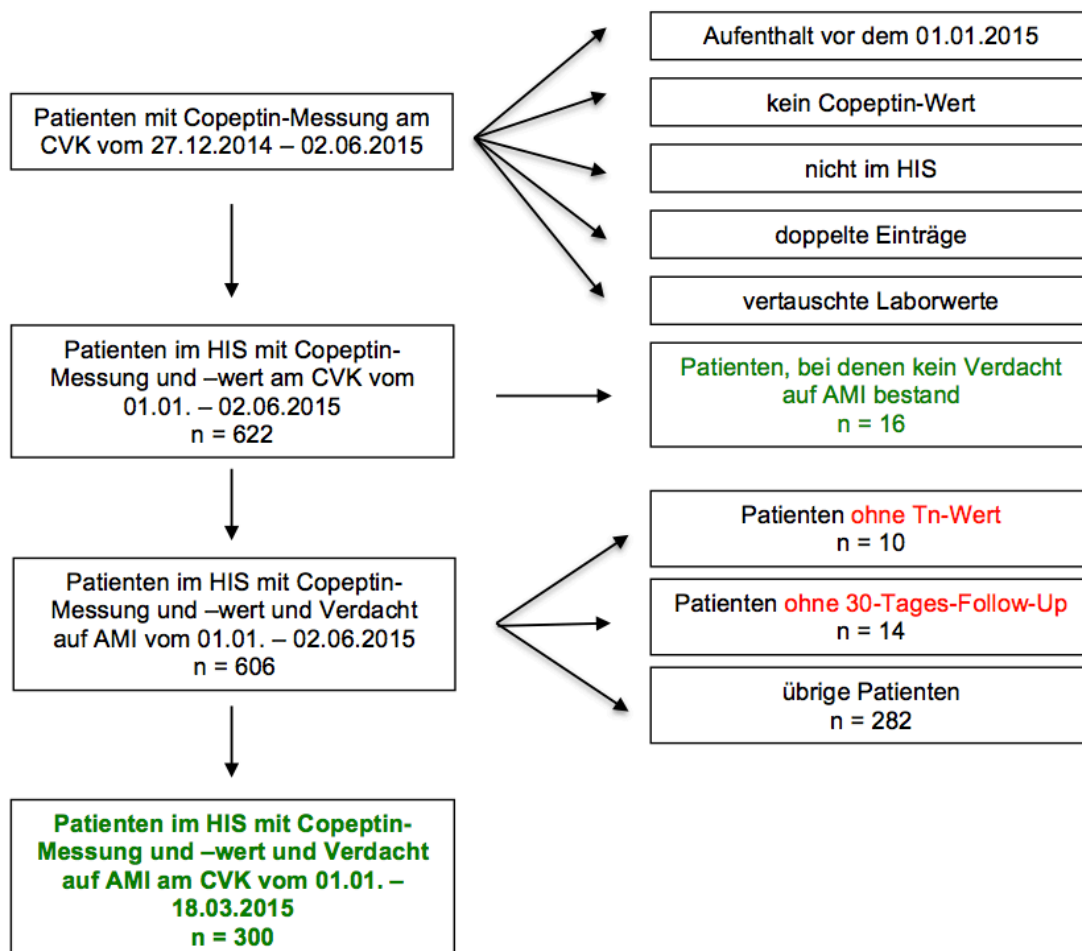 Patienten mit Copeptin-Messung am
CVK vom 27.12.2014 – 02.06.2015
Aufenthalt vor dem 01.01.2015
kein Copeptin-Wert
nicht im HIS
doppelte Einträge
vertauschte Laborwerte
Patienten im HIS mit Copeptin-
Messung und –wert am CVK vom
01.01. – 02.06.2015
n = 622
Patienten, bei denen kein Verdacht
auf AMI bestand
n = 16
Patienten im HIS mit Copeptin-
Messung und –wert und Verdacht
auf AMI vom 01.01. – 02.06.2015
n = 606
Patienten ohne Tn-Wert
n = 10
Patienten ohne 30-Tages-Follow-Up
n = 14
übrige Patienten
n = 282
Patienten im HIS mit Copeptin-
Messung und –wert und Verdacht
auf AMI am CVK vom 01.01. –
18.03.2015
n = 300